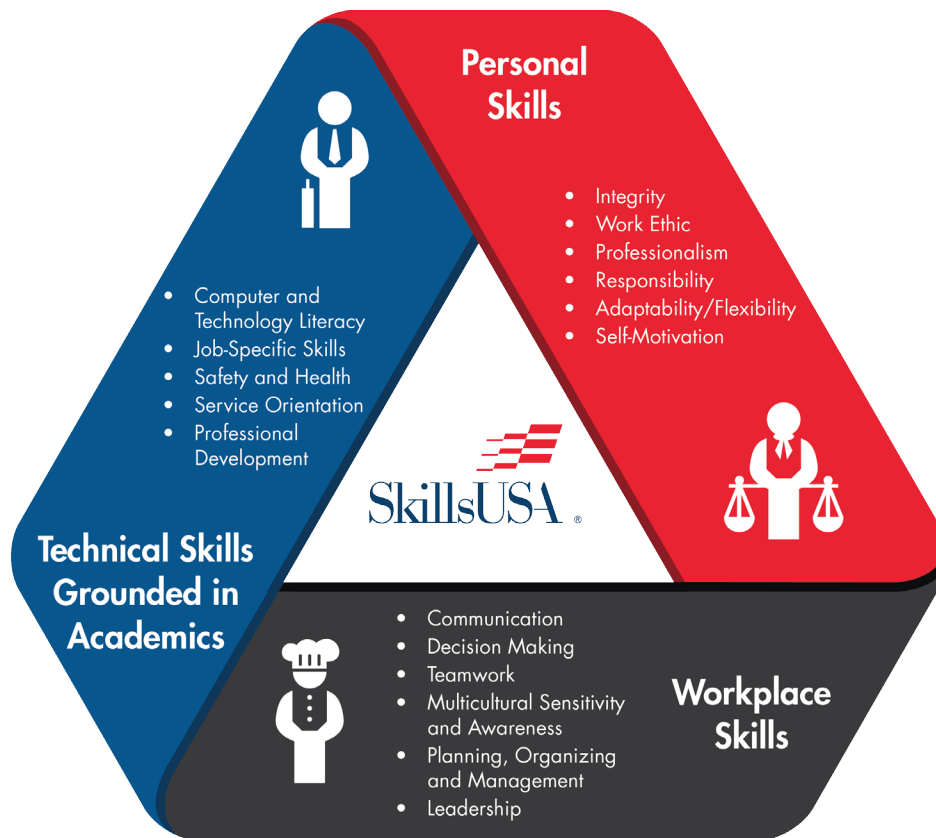 Personal
Skills
• Integrity
• Work Ethic
• Professionalism
• Responsibility
• Adaptability/Flexibility
• Self-Motivation
• Computer and
Technology Literacy
• Job-Specific Skills
• Safety and Health
• Service Orientation
• Professional
Development
Technical Skills
Grounded in
Academics
SkillsUSA ®
• Communication
• Decision Making
• Teamwork
• Multicultural Sensitivity
and Awareness
• Planning, Organizing
and Management
• Leadership
Workplace
Skills